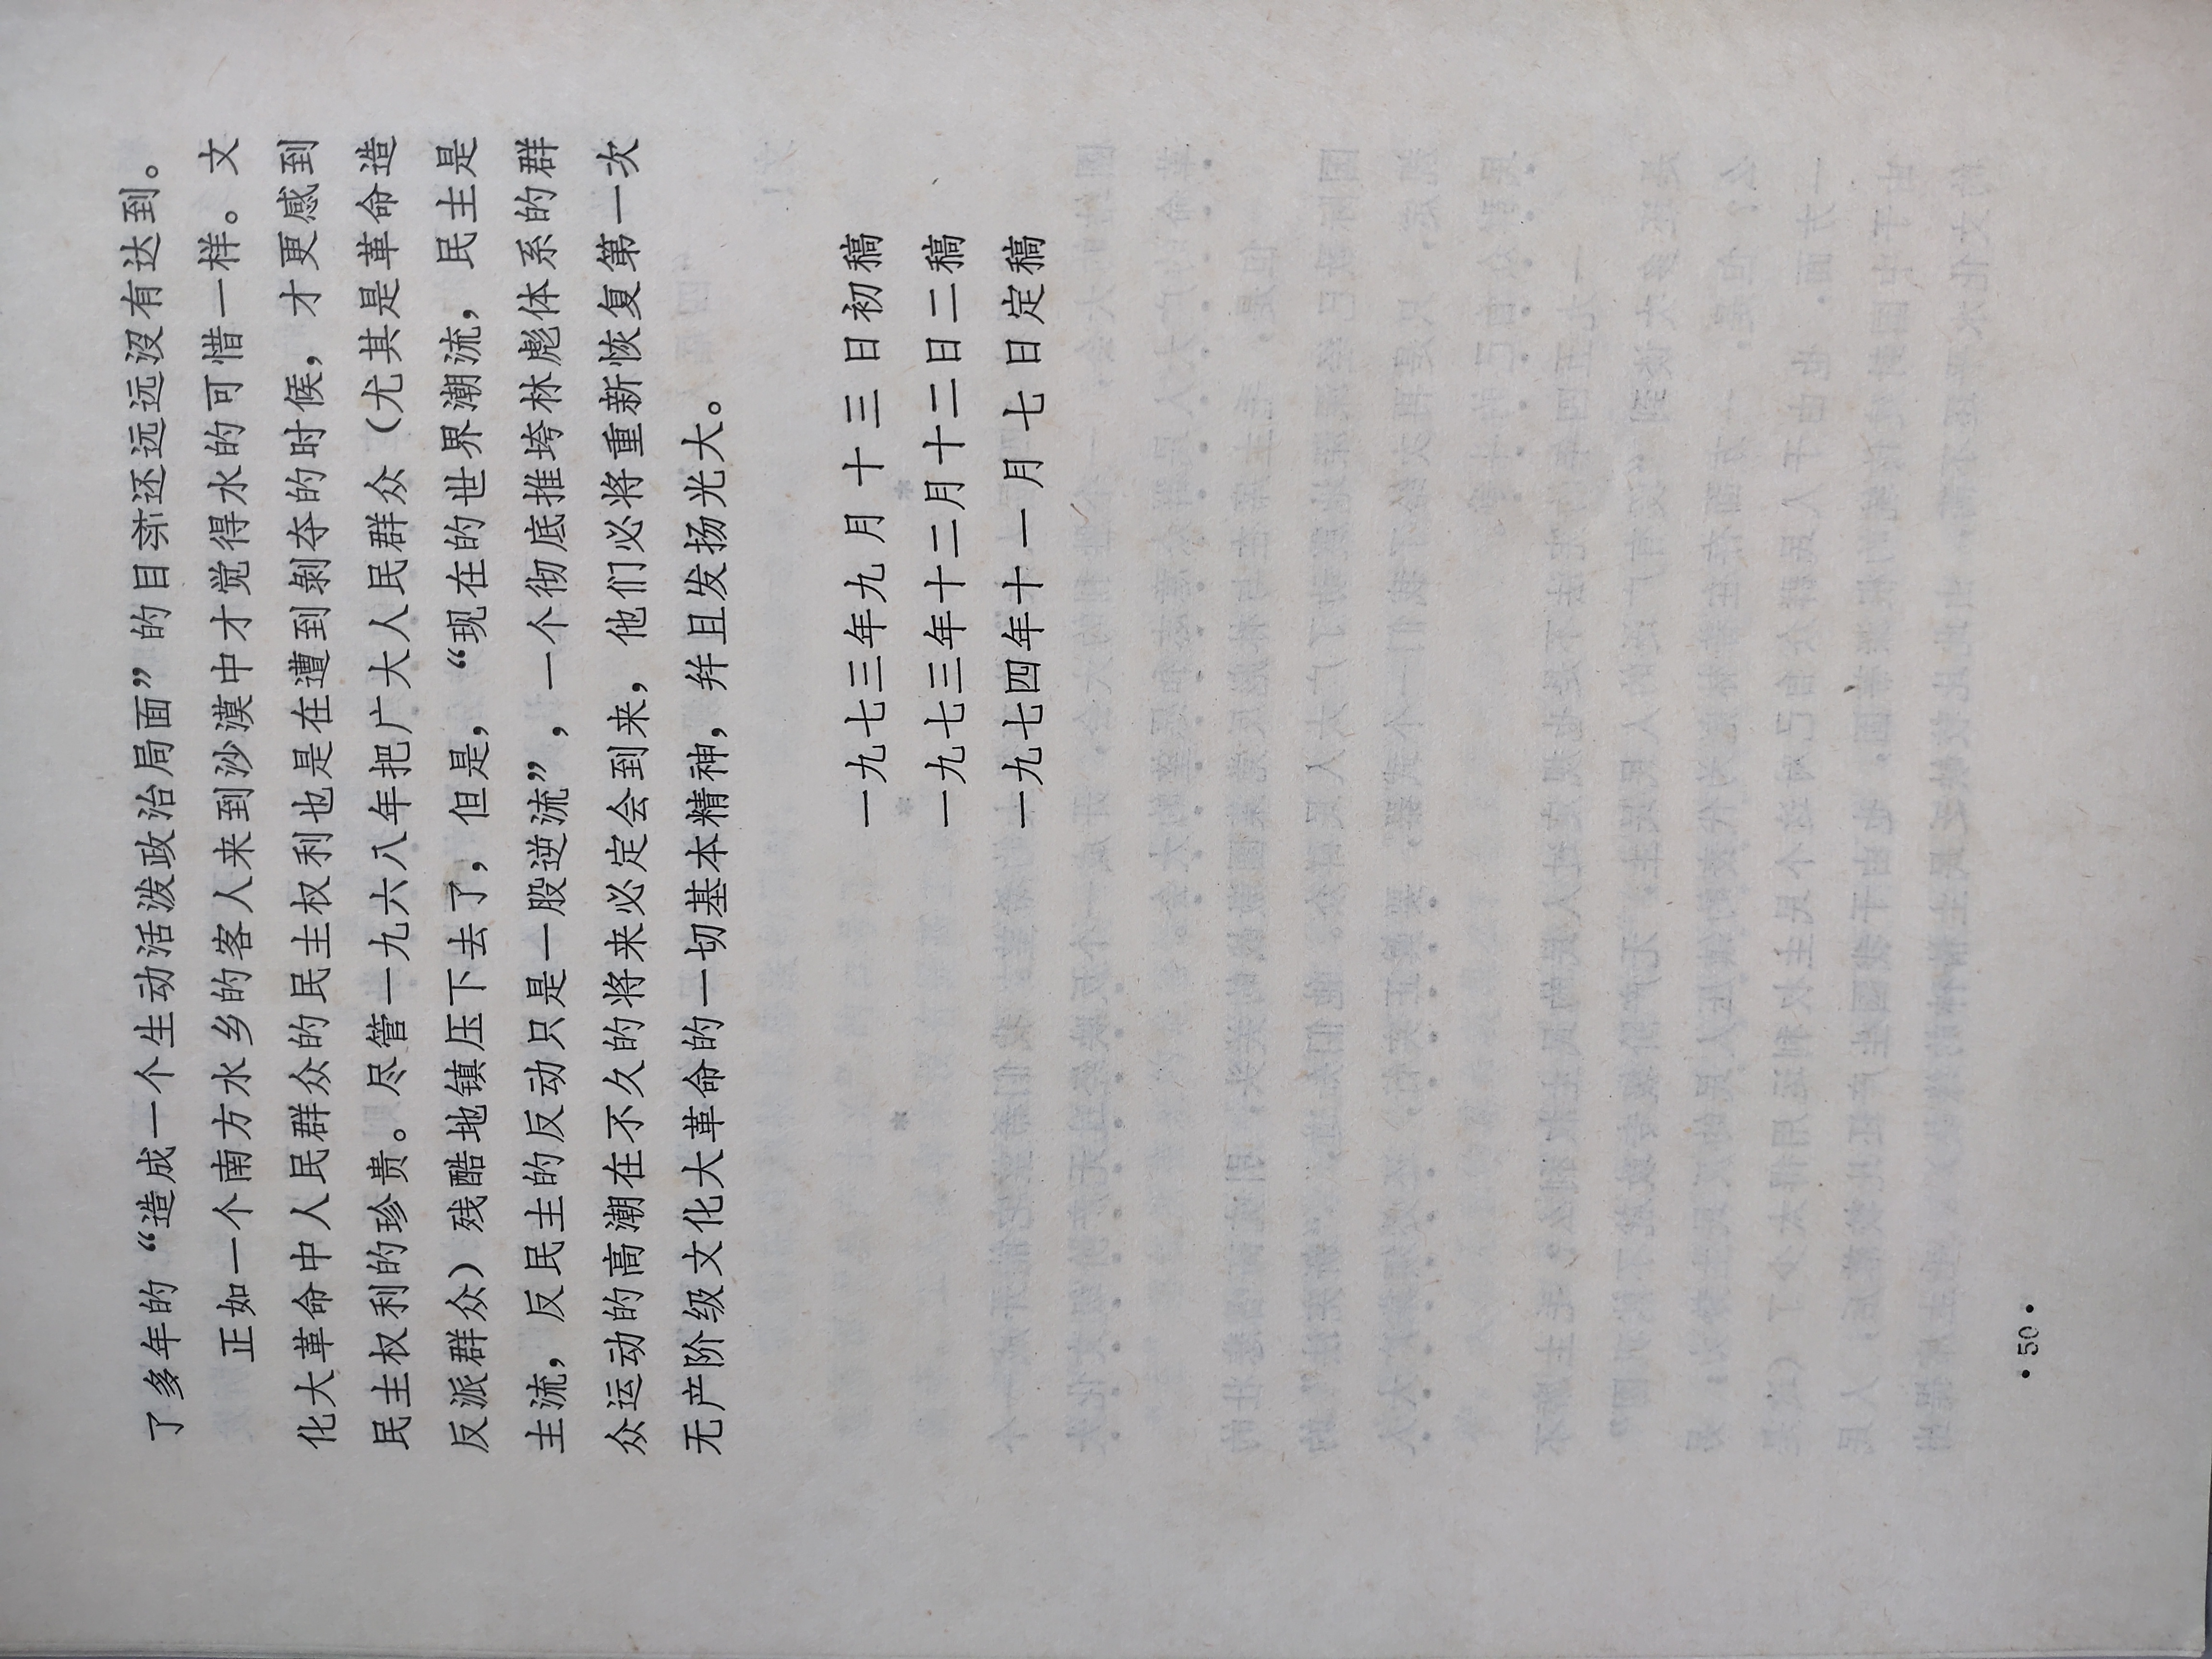 了多年的“造成一个生动活泼政治局面”的目标还远远沒有达到。
正如一个南方水乡的客人来到沙漠中才觉得水的可惜一样。文
化大革命中人民群众的民主权利也是在遭到剝夺的时候，才更感到
民主权利的珍贵。尽管一九六八年把广大人民群众（尤其是革命造
反派群众）残酷地镇压下去了，但是，“现在的世界潮流，民主是
主流，反民主的反动只是一股逆流”，一个彻底推垮林彪体系的群
众运动的高潮在不久的将来必定会到来，他们必将重新恢复第一次
无产阶级文化大革命的一切基本精神，幷且发扬光大。
一九七三年九月十三日初稿
一九七三年十二月十二日二稿
一九七四年十一月七日定稿
•50•